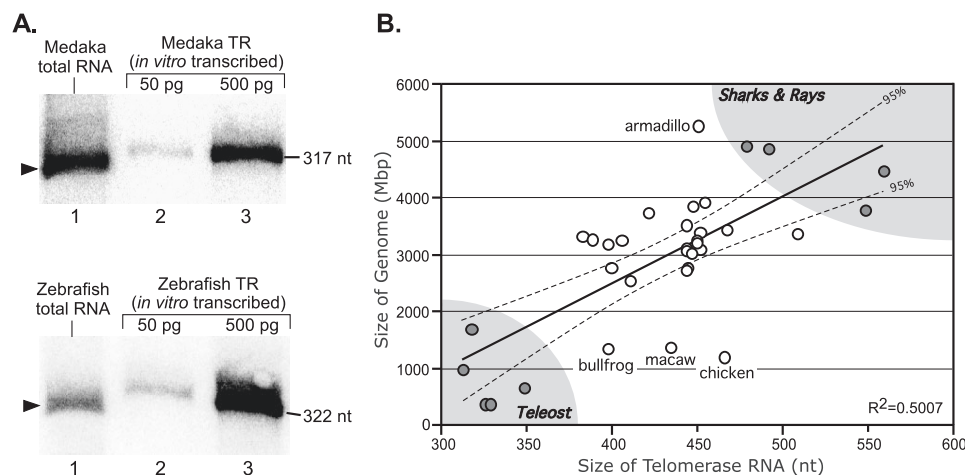 A.
Medaka
total RNA
Medaka TR
(in vitro transcribed)
50 pg
500 pg
317 nt
1
2
3
Zebrafish
total RNA
Zebrafish TR
(in vitro transcribed)
50 pg
500 pg
322 nt
1
2
3
B.
Size of Genome (Mbp)
6000
5000
4000
3000
2000
1000
0
Sharks & Rays
95%
armadillo
95%
bullfrog
macaw
chicken
Teleost
R2=0.5007
300
350
400
450
500
550
600
Size of Telomerase RNA (nt)